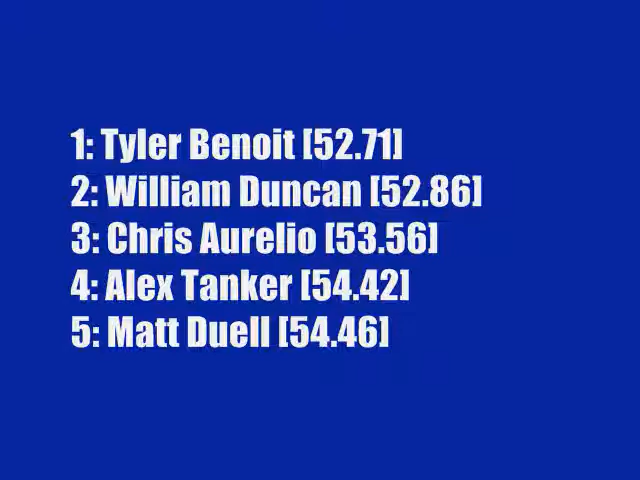 1: Tyler Benoit [52.71]
2: William Duncan [52.86]
3: Chris Aurelio [53.56]
4: Alex Tanker [54.42]
5: Matt Duell [54.46]